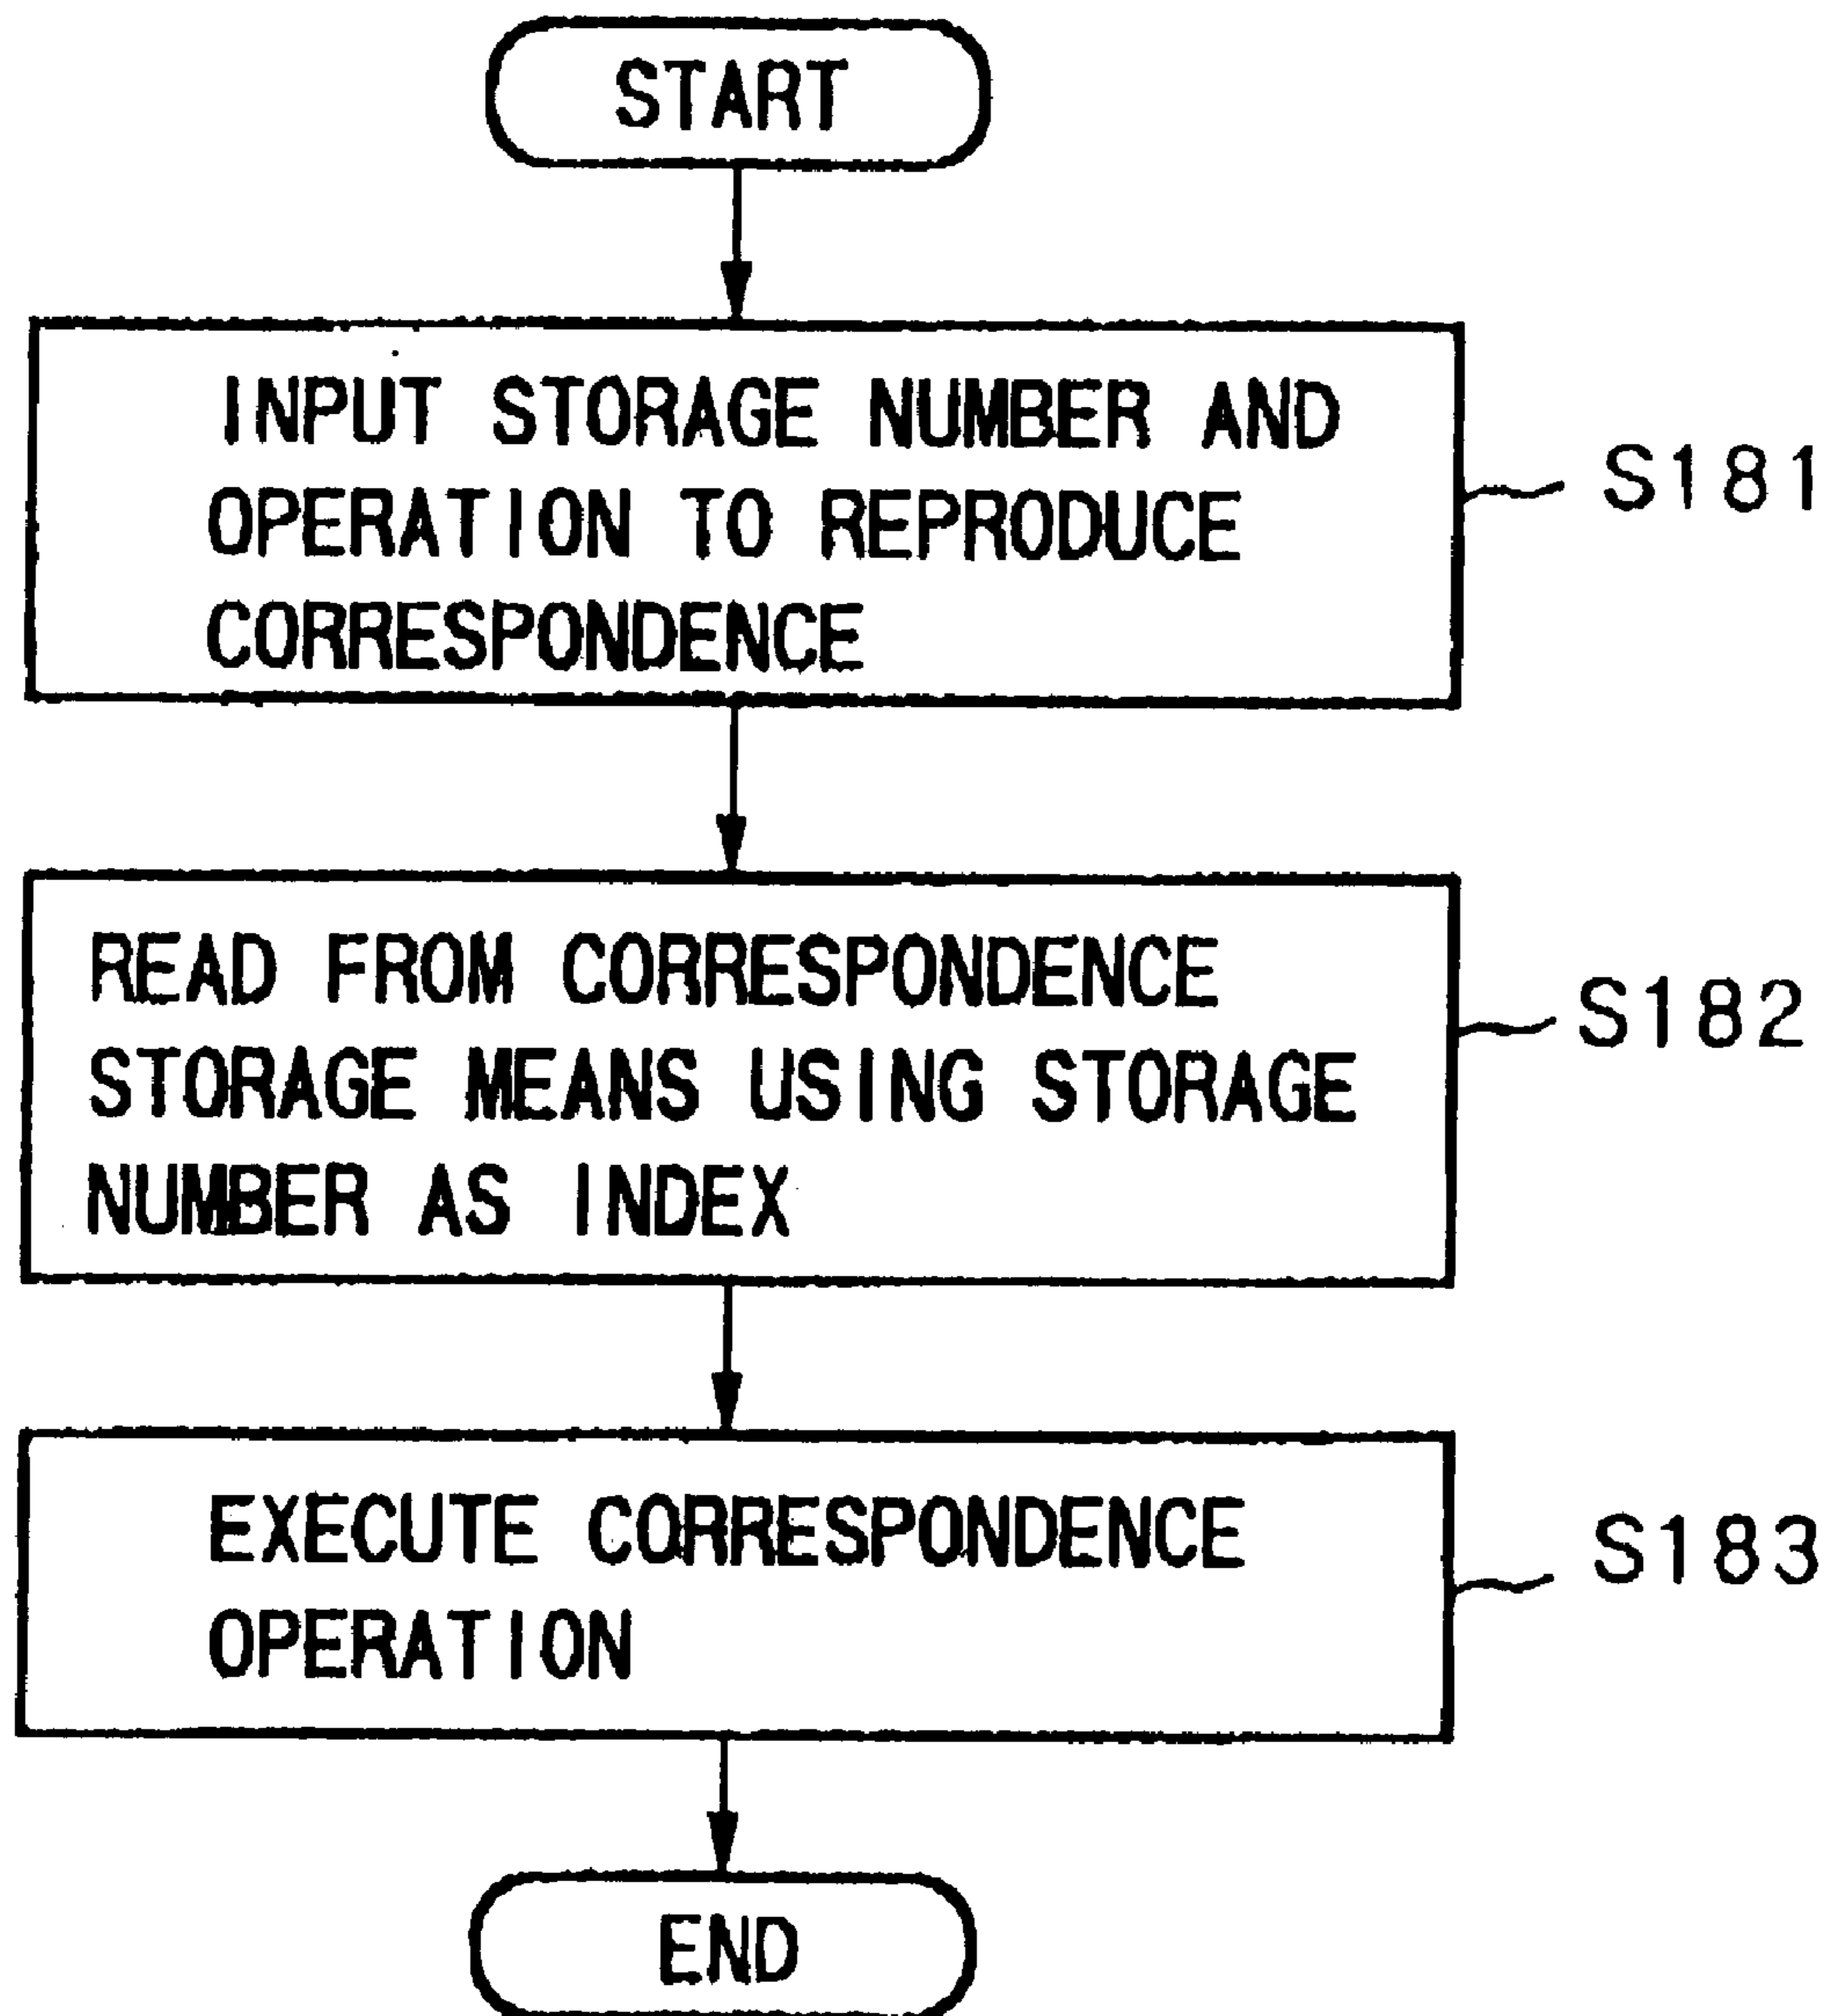 START
INPUT STORAGE NUMBER AND
OPERATION TO REPRODUCE
CORRESPONDENCE
S181
READ FROM CORRESPONDENCE
STORAGE MEANS USING STORAGE
NUMBER AS INDEX
S182
EXECUTE CORRESPONDENCE
OPERATION
S183
END